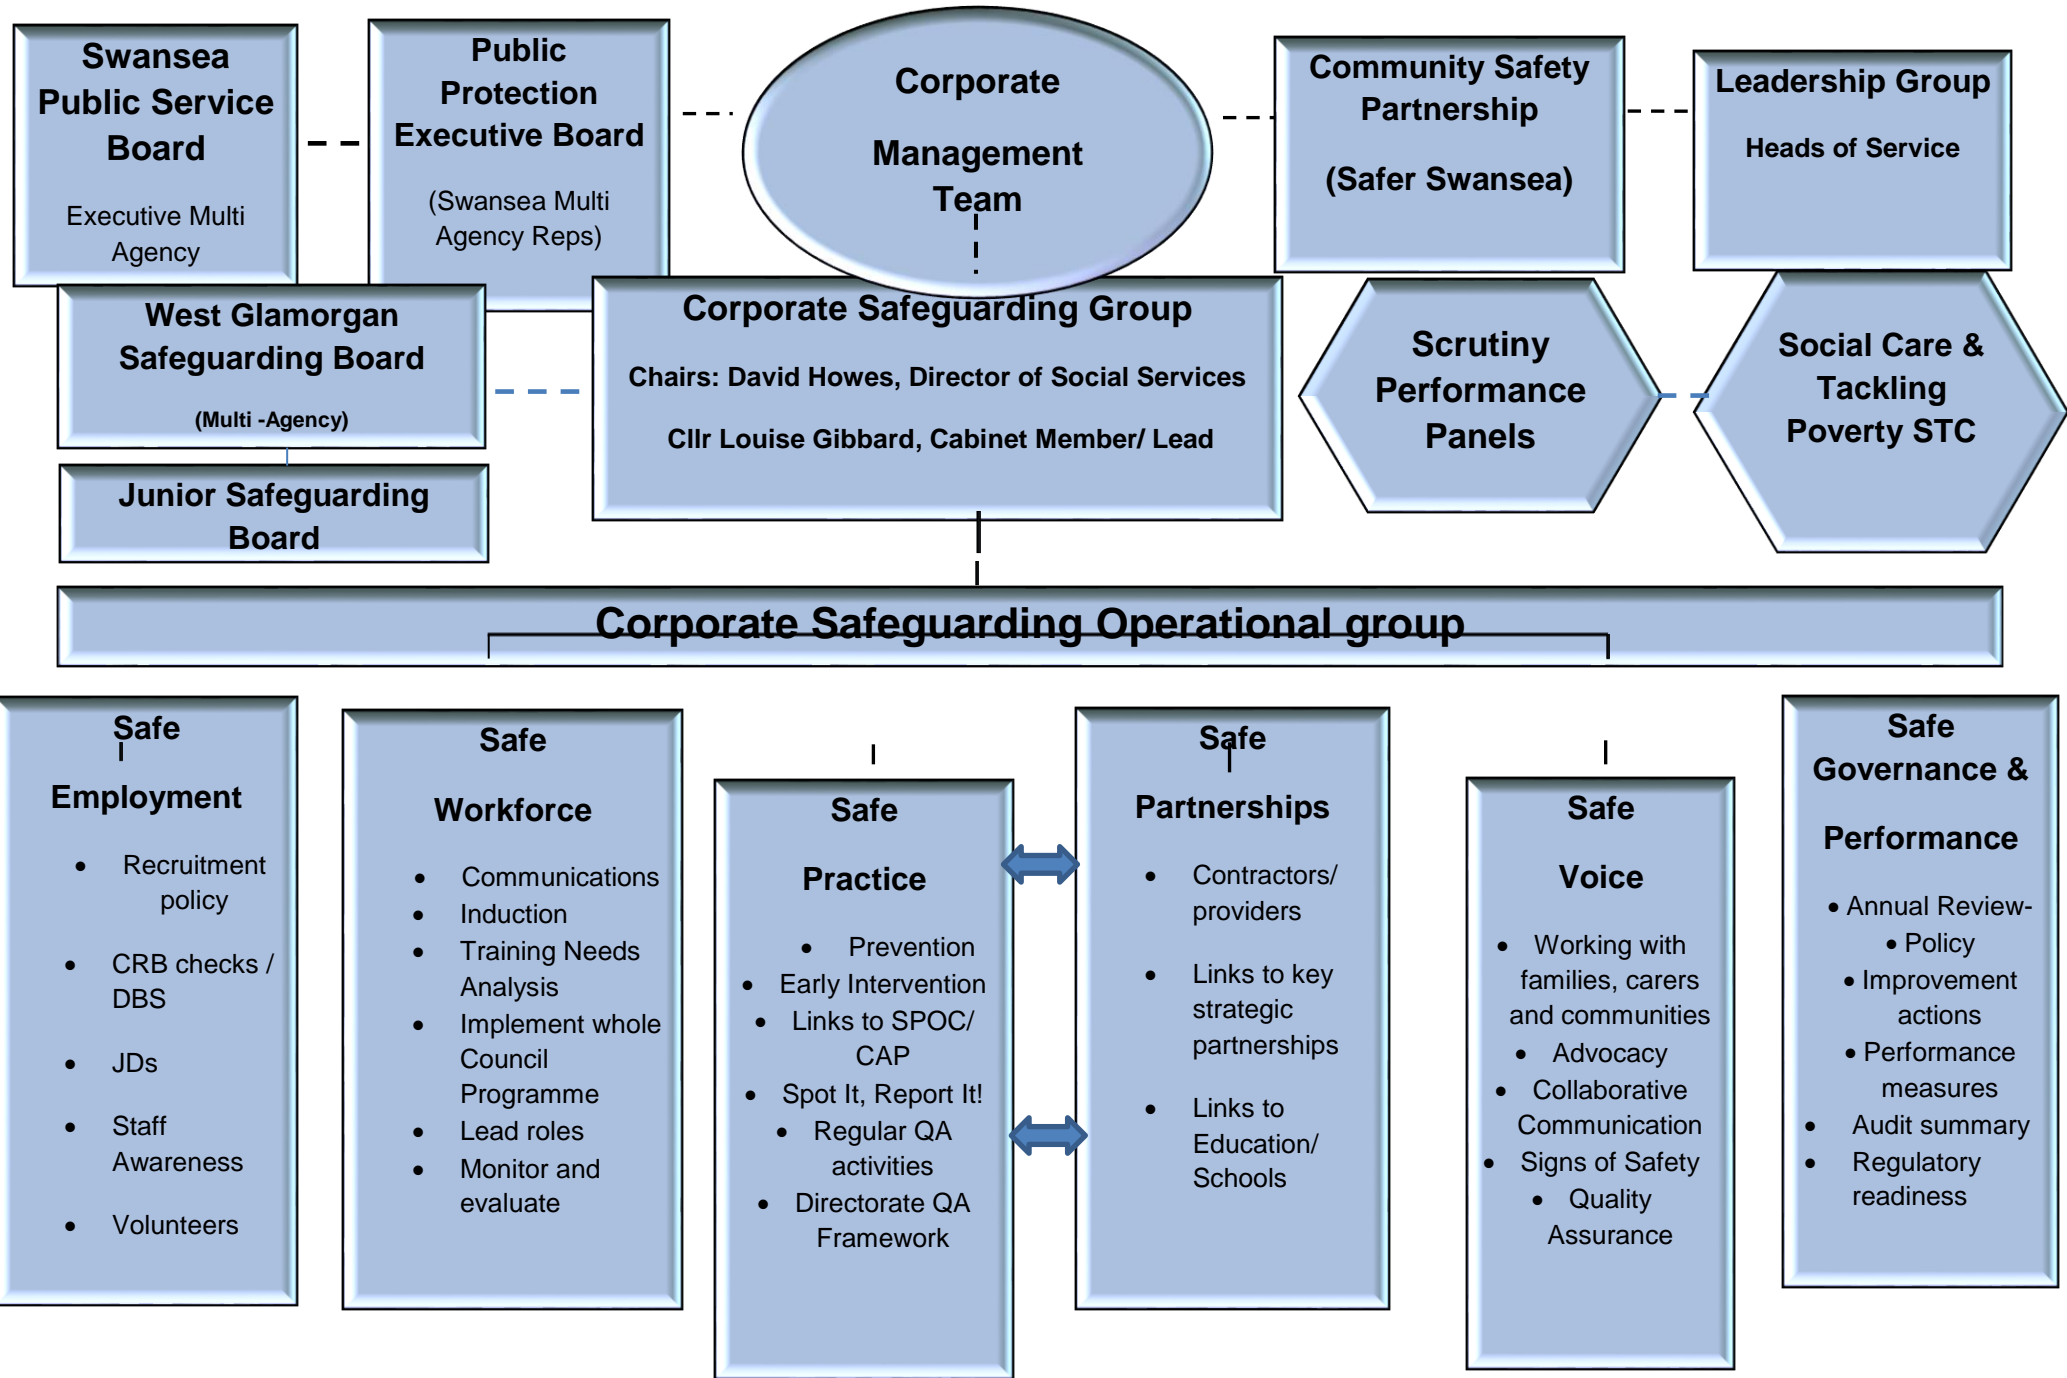 Swansea
Public Service
Board
Executive Multi
Agency
Public
Protection
Executive Board
(Swansea Multi
Agency Reps)
Corporate
Management
Team
Community Safety
Partnership
(Safer Swansea)
Leadership Group
Heads of Service
West Glamorgan
Safeguarding Board
(Multi -Agency)
Junior Safeguarding
Board
Corporate Safeguarding Group
Chairs: David Howes, Director of Social Services
Cllr Louise Gibbard, Cabinet Member/ Lead
Scrutiny
Performance
Panels
Social Care &
Tackling
Poverty STC
Corporate Safeguarding Operational group
Safe
Employment
• Recruitment
policy
• CRB checks /
DBS
• JDs
• Staff
Awareness
• Volunteers
Safe
Workforce
• Communications
• Induction
• Training Needs
Analysis
• Implement whole
Council
Programme
• Lead roles
• Monitor and
evaluate
Safe
Practice
• Prevention
• Early Intervention
• Links to SPOC/
CAP
• Spot It, Report It!
• Regular QA
activities
• Directorate QA
Framework
Safe
Partnerships
• Contractors/
providers
• Links to key
strategic
partnerships
• Links to
Education/
Schools
Safe
Voice
• Working with
families, carers
and communities
• Advocacy
• Collaborative
Communication
• Signs of Safety
• Quality
Assurance
Safe
Governance &
Performance
• Annual Review-
• Policy
• Improvement
actions
• Performance
measures
• Audit summary
• Regulatory
readiness